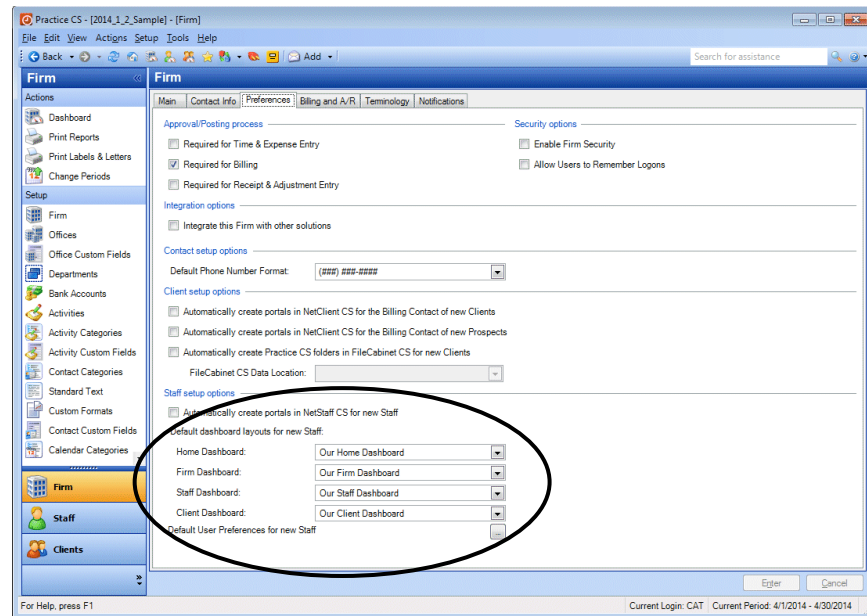 Practice CS - [2014_1_2_Sample] - [Firm]
File Edit View Actions Setup Tools Help
Back Add Search for assistance
Firm
Actions
Dashboard
Print Reports
Print Labels & Letters
Change Periods
Setup
Firm
Offices
Office Custom Fields
Departments
Bank Accounts
Activities
Activity Categories
Activity Custom Fields
Contact Categories
Standard Text
Custom Formats
Contact Custom Fields
Calendar Categories
Firm
Staff
Clients
Firm
Main Contact Info Preferences Billing and A/R Terminology Notifications
Approval/Posting process
Required for Time & Expense Entry
Required for Billing
Required for Receipt & Adjustment Entry
Security options
Enable Firm Security
Allow Users to Remember Logons
Integration options
Integrate this Firm with other solutions
Contact setup options
Default Phone Number Format: (###) ###-####
Client setup options
Automatically create portals in NetClient CS for the Billing Contact of new Clients
Automatically create portals in NetClient CS for the Billing Contact of new Prospects
Automatically create Practice CS folders in FileCabinet CS for new Clients
FileCabinet CS Data Location:
Staff setup options
Automatically create portals in NetStaff CS for new Staff
Default dashboard layouts for new Staff:
Home Dashboard: Our Home Dashboard
Firm Dashboard: Our Firm Dashboard
Staff Dashboard: Our Staff Dashboard
Client Dashboard: Our Client Dashboard
Default User Preferences for new Staff ...
Enter Cancel
For Help, press F1 Current Login: CAT Current Period: 4/1/2014 - 4/30/2014